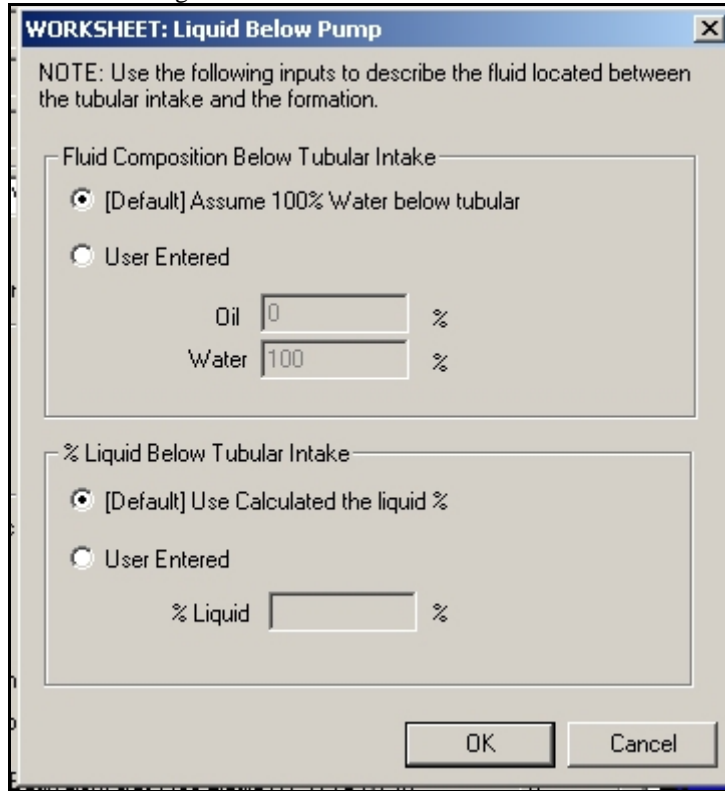 WORKSHEET: Liquid Below Pump
NOTE: Use the following inputs to describe the fluid located between
the tubular intake and the formation.
Fluid Composition Below Tubular Intake
[Default] Assume 100% Water below tubular
User Entered
Oil 0 %
Water 100 %
% Liquid Below Tubular Intake
[Default] Use Calculated the liquid %
User Entered
% Liquid %
OK Cancel